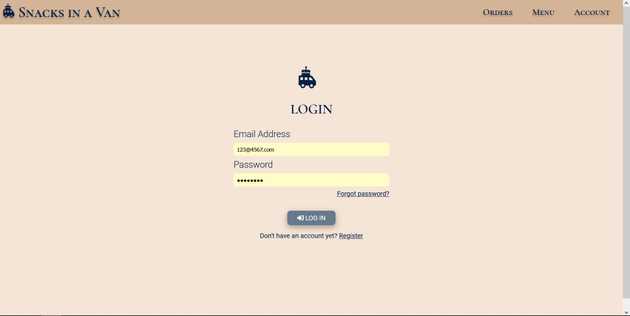 Snacks in a Van
Orders Menu Account
LOGIN
Email Address
123@4567.com
Password
••••••••
Forgot password?
LOG IN
Don't have an account yet? Register